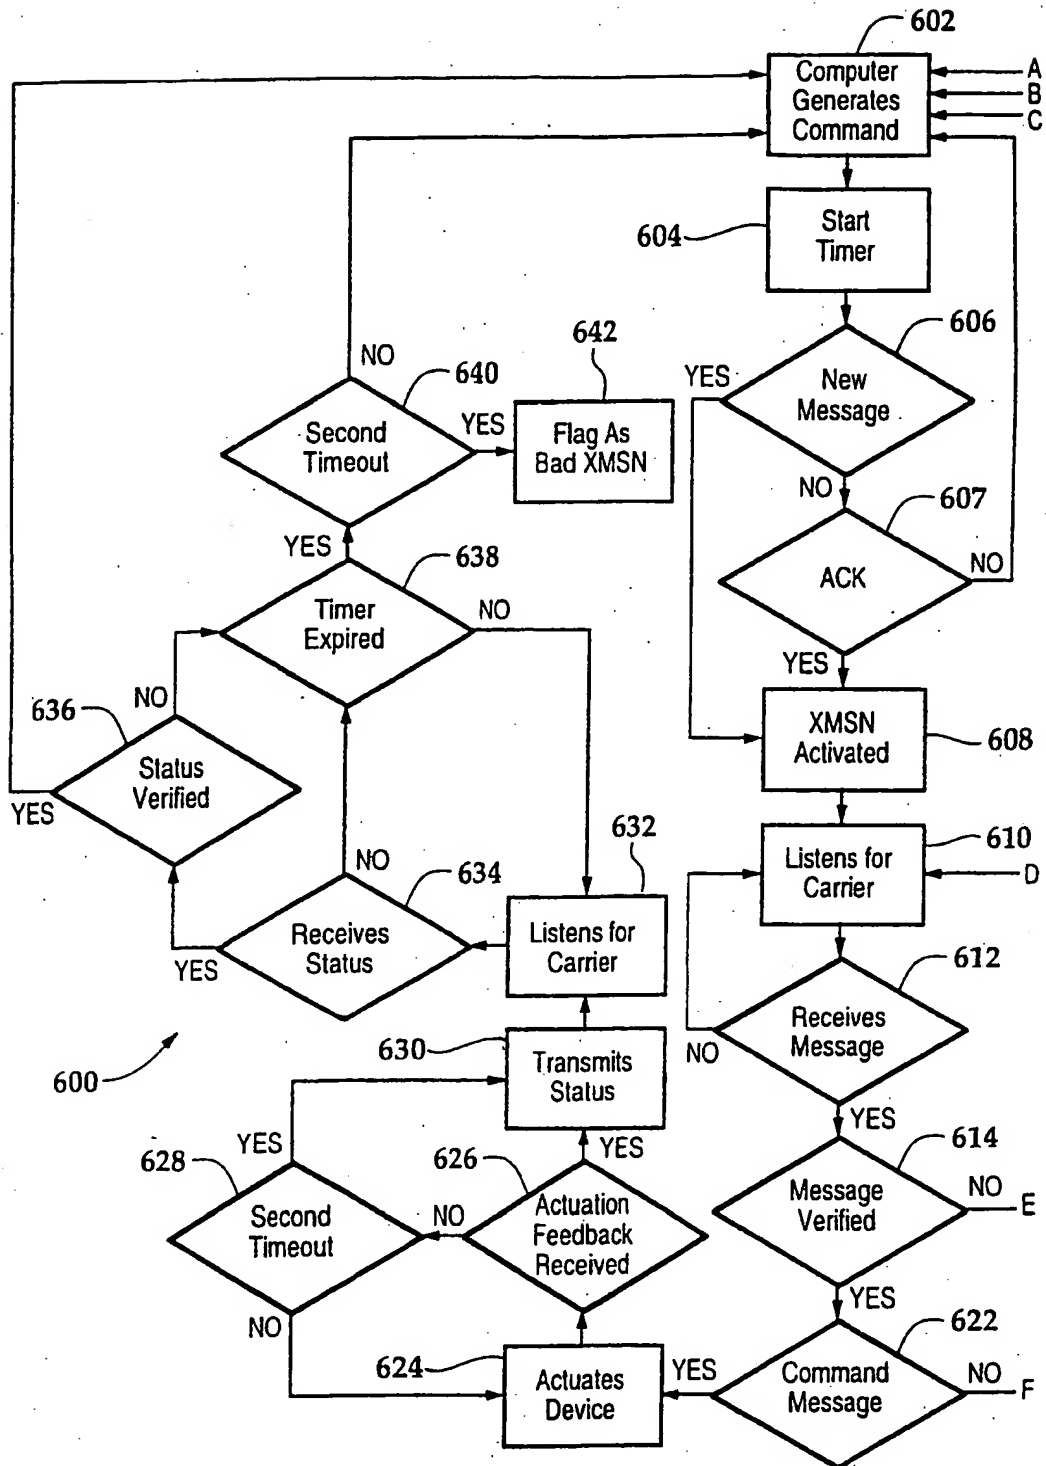 602
Computer
Generates
Command
A
B
C
604
Start
Timer
606
YES
New
Message
NO
607
ACK
NO
YES
XMSN
Activated
608
610
Listens for
Carrier
D
612
Receives
Message
NO
YES
614
Message
Verified
NO
E
YES
622
Command
Message
NO
F
YES
624
Actuates
Device
626
Actuation
Feedback
Received
YES
NO
628
Second
Timeout
YES
NO
630
Transmits
Status
632
Listens for
Carrier
634
Receives
Status
NO
YES
636
Status
Verified
NO
YES
638
Timer
Expired
NO
YES
640
Second
Timeout
NO
YES
642
Flag As
Bad XMSN
600